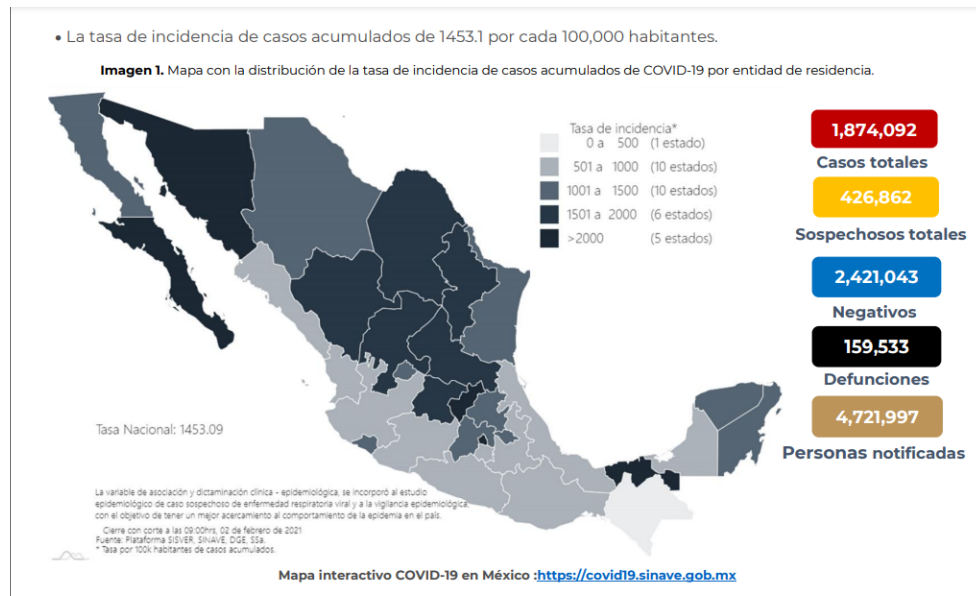 • La tasa de incidencia de casos acumulados de 1453.1 por cada 100,000 habitantes.
Imagen 1. Mapa con la distribución de la tasa de incidencia de casos acumulados de COVID-19 por entidad de residencia.
Tasa de incidencia*
0 a 500 (1 estado)
501 a 1000 (10 estados)
1001 a 1500 (10 estados)
1501 a 2000 (6 estados)
>2000 (5 estados)
1,874,092
Casos totales
426,862
Sospechosos totales
2,421,043
Negativos
159,533
Defunciones
4,721,997
Personas notificadas
Tasa Nacional: 1453.09
La variable de asociación y dictaminación clínica - epidemiológica, se incorporó al estudio
epidemiológico de caso sospechoso de enfermedad respiratoria viral y a la vigilancia epidemiológica,
con el objetivo de tener un mejor acercamiento al comportamiento de la epidemia en el país.
Cierre con corte a las 09:00hrs, 02 de febrero de 2021
Fuente: Plataforma SISVER, SINAVE, DGE, SSa.
* Tasa por 100k habitantes de casos acumulados.
Mapa interactivo COVID-19 en México :https://covid19.sinave.gob.mx